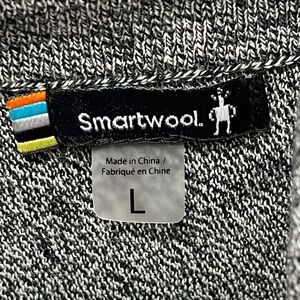 Smartwool.
Made in China /
Fabriqué en Chine
L